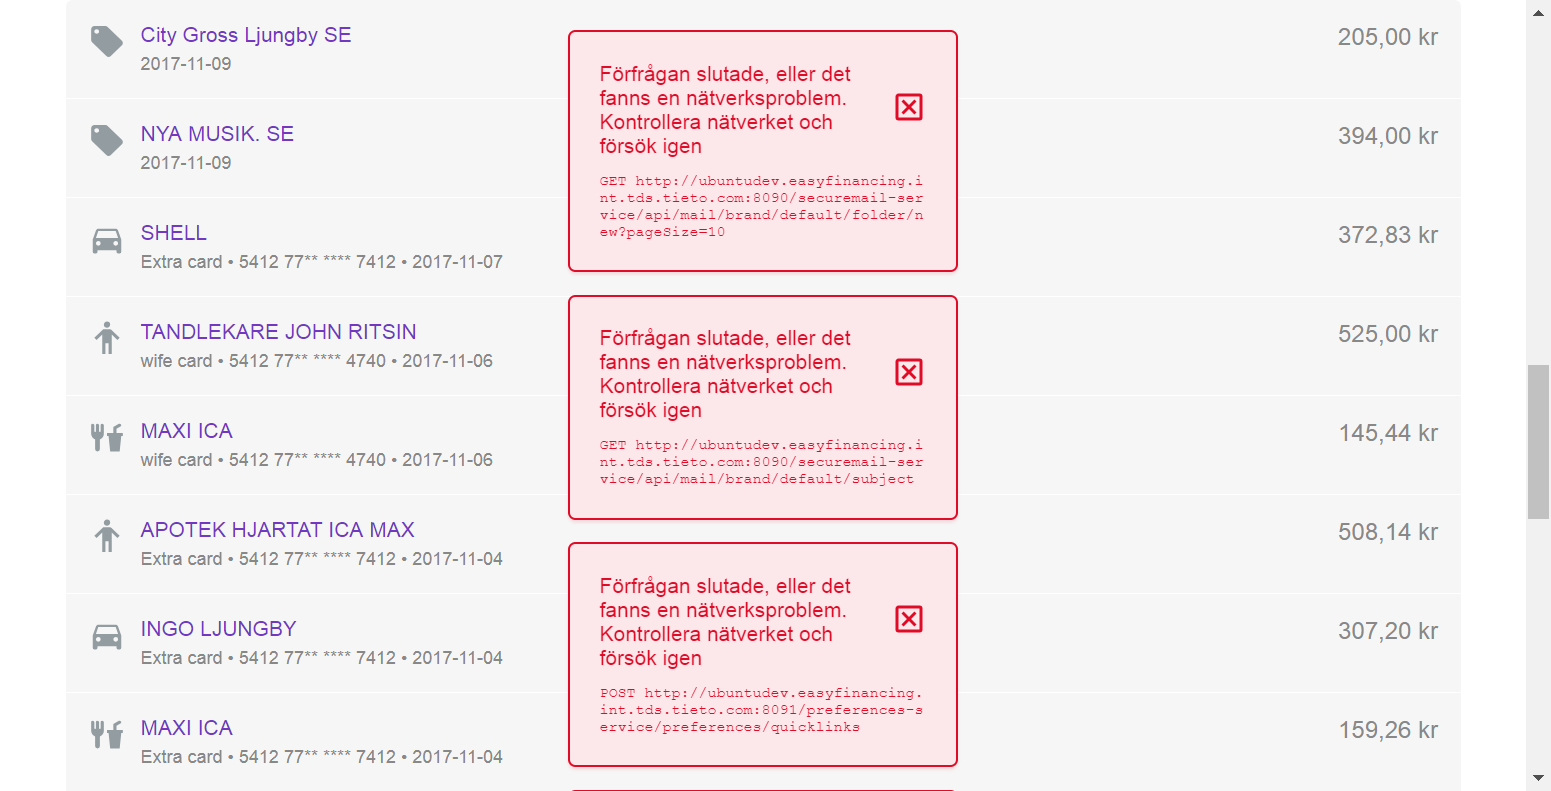 City Gross Ljungby SE
2017-11-09
205,00 kr
NYA MUSIK. SE
2017-11-09
394,00 kr
SHELL
Extra card • 5412 77** **** 7412 • 2017-11-07
372,83 kr
TANDLEKARE JOHN RITSIN
wife card • 5412 77** **** 4740 • 2017-11-06
525,00 kr
MAXI ICA
wife card • 5412 77** **** 4740 • 2017-11-06
145,44 kr
APOTEK HJARTAT ICA MAX
Extra card • 5412 77** **** 7412 • 2017-11-04
508,14 kr
INGO LJUNGBY
Extra card • 5412 77** **** 7412 • 2017-11-04
307,20 kr
MAXI ICA
Extra card • 5412 77** **** 7412 • 2017-11-04
159,26 kr
Förfrågan slutade, eller det
fanns en nätverksproblem.
Kontrollera nätverket och
försök igen
GET http://ubuntudev.easyfinancing.i
nt.tds.tieto.com:8090/securemail-ser
vice/api/mail/brand/default/folder/n
ew?pageSize=10
Förfrågan slutade, eller det
fanns en nätverksproblem.
Kontrollera nätverket och
försök igen
GET http://ubuntudev.easyfinancing.i
nt.tds.tieto.com:8090/securemail-ser
vice/api/mail/brand/default/subject
Förfrågan slutade, eller det
fanns en nätverksproblem.
Kontrollera nätverket och
försök igen
POST http://ubuntudev.easyfinancing.
int.tds.tieto.com:8091/preferences-s
ervice/preferences/quicklinks